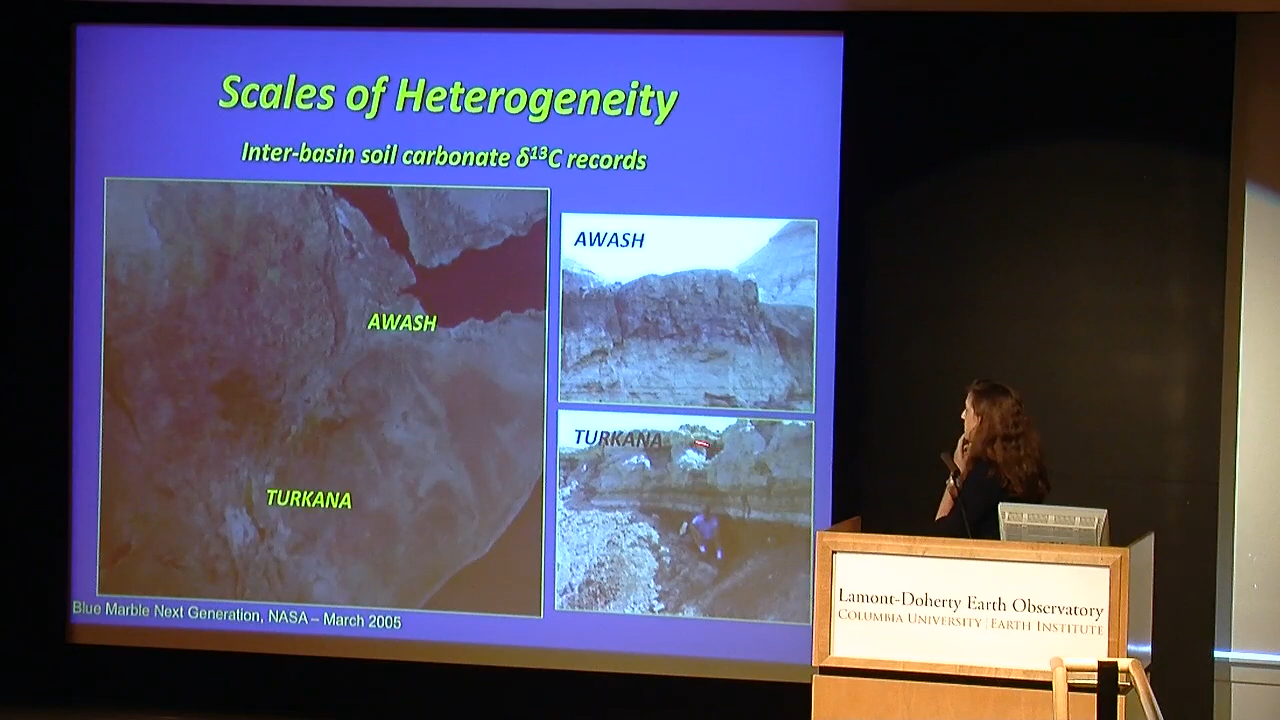 Scales of Heterogeneity
Inter-basin soil carbonate δ¹³C records
AWASH
TURKANA
AWASH
TURKANA
Blue Marble Next Generation, NASA – March 2005
Lamont-Doherty Earth Observatory
COLUMBIA UNIVERSITY | EARTH INSTITUTE